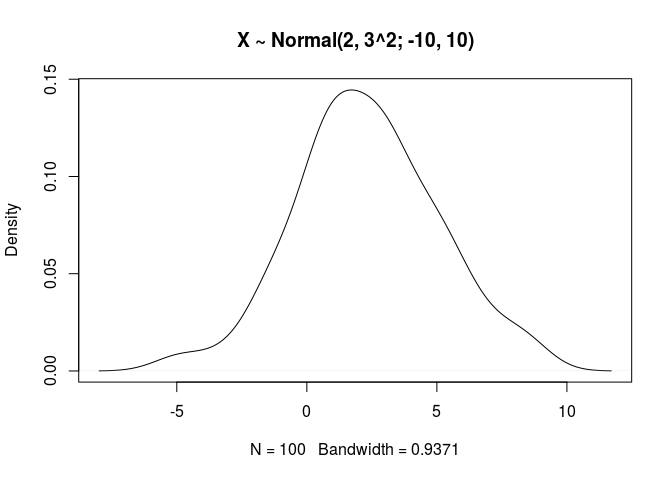 X ~ Normal(2, 3^2; -10, 10)
Density
0.15
0.10
0.05
0.00
-5 0 5 10
N = 100 Bandwidth = 0.9371